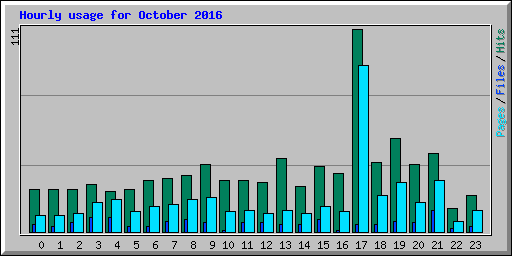 Hourly usage for October 2016
111
Pages/Files/Hits
0 1 2 3 4 5 6 7 8 9 10 11 12 13 14 15 16 17 18 19 20 21 22 23